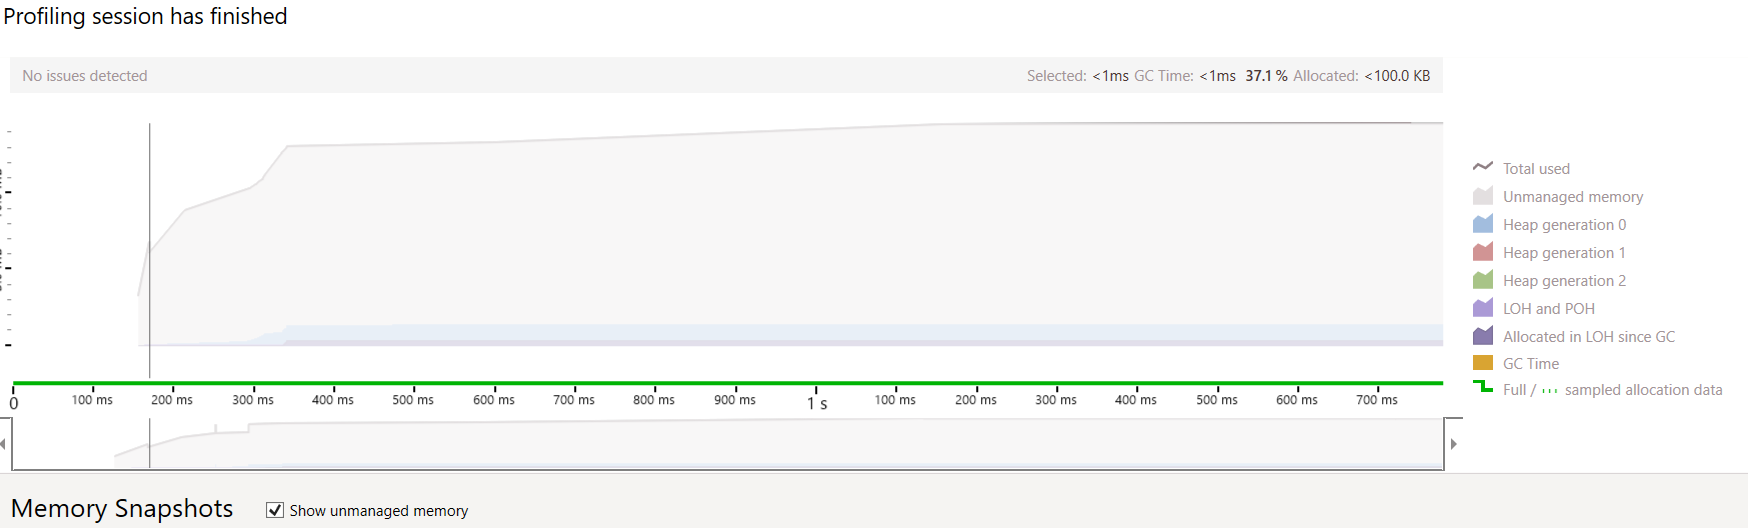 Profiling session has finished
No issues detected
Selected: <1ms GC Time: <1ms 37.1 % Allocated: <100.0 KB
Total used
Unmanaged memory
Heap generation 0
Heap generation 1
Heap generation 2
LOH and POH
Allocated in LOH since GC
GC Time
Full / sampled allocation data
0 100 ms 200 ms 300 ms 400 ms 500 ms 600 ms 700 ms 800 ms 900 ms 1 s 100 ms 200 ms 300 ms 400 ms 500 ms 600 ms 700 ms
Memory Snapshots Show unmanaged memory